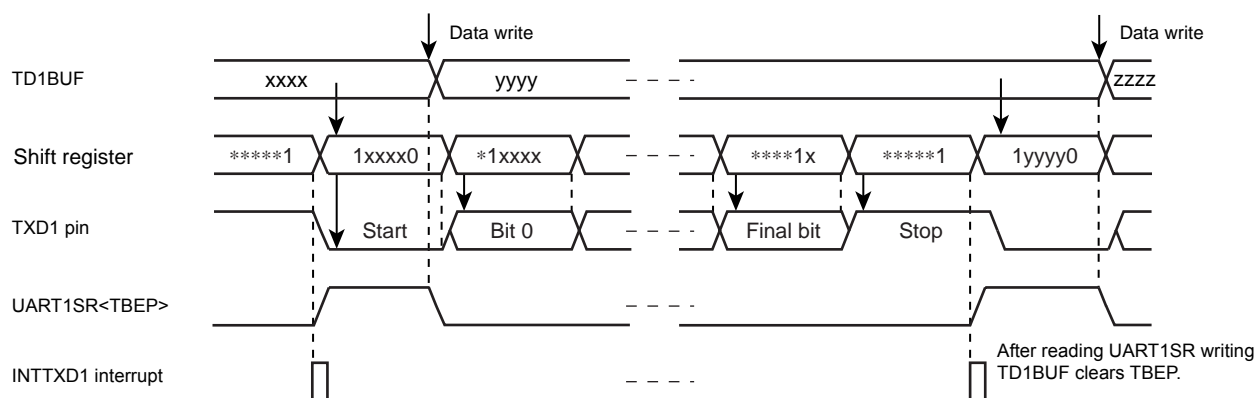 Data write Data write
TD1BUF xxxx yyyy zzzz
Shift register *****1 1xxxx0 *1xxxx ****1x *****1 1yyyy0
TXD1 pin Start Bit 0 Final bit Stop
UART1SR<TBEP>
After reading UART1SR writing
INTTXD1 interrupt TD1BUF clears TBEP.